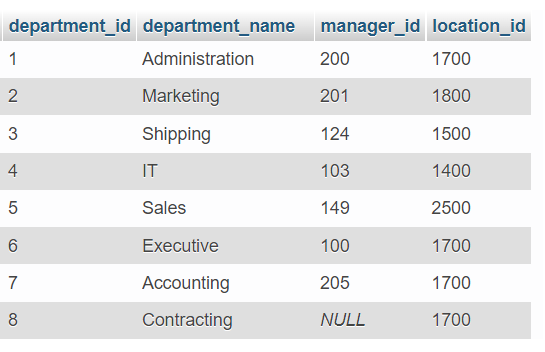 department_id department_name manager_id location_id
1 Administration 200 1700
2 Marketing 201 1800
3 Shipping 124 1500
4 IT 103 1400
5 Sales 149 2500
6 Executive 100 1700
7 Accounting 205 1700
8 Contracting NULL 1700